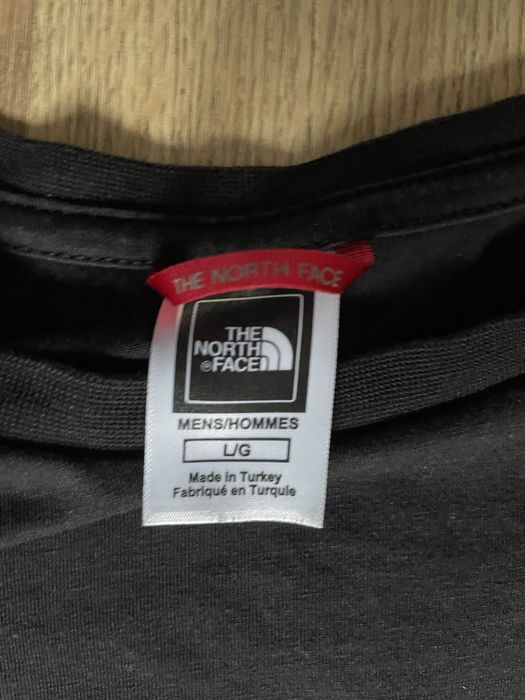 THE NORTH FACE
THE
NORTH
®FACE
MENS/HOMMES
L/G
Made in Turkey
Fabriqué en Turquie